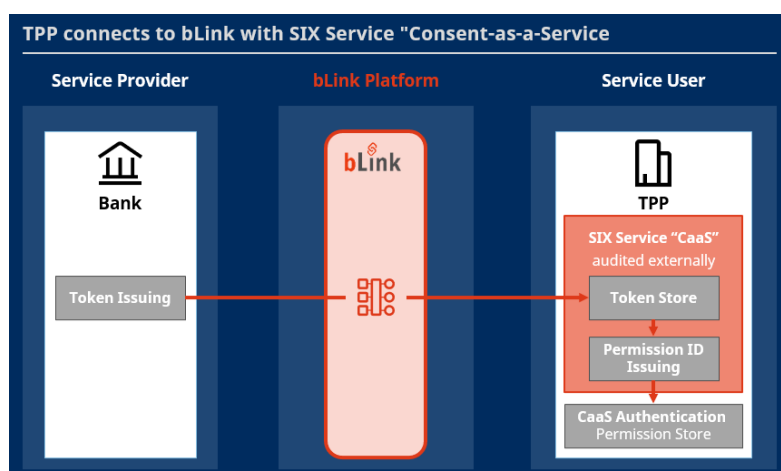 TPP connects to bLink with SIX Service "Consent-as-a-Service
Service Provider
bLink Platform
Service User
Bank
bLink
TPP
SIX Service “CaaS”
audited externally
Token Issuing
Token Store
Permission ID
Issuing
CaaS Authentication
Permission Store